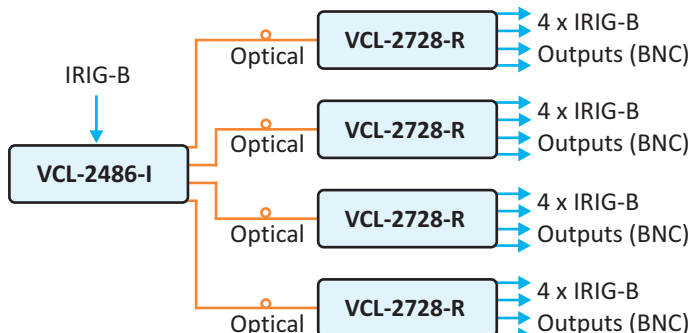 4 x IRIG-B
VCL-2728-R
Optical
Outputs (BNC)
IRIG-B
4 x IRIG-B
VCL-2728-R
Optical
Outputs (BNC)
VCL-2486-I
4 x IRIG-B
VCL-2728-R
Optical
Outputs (BNC)
4 x IRIG-B
VCL-2728-R
Optical
Outputs (BNC)